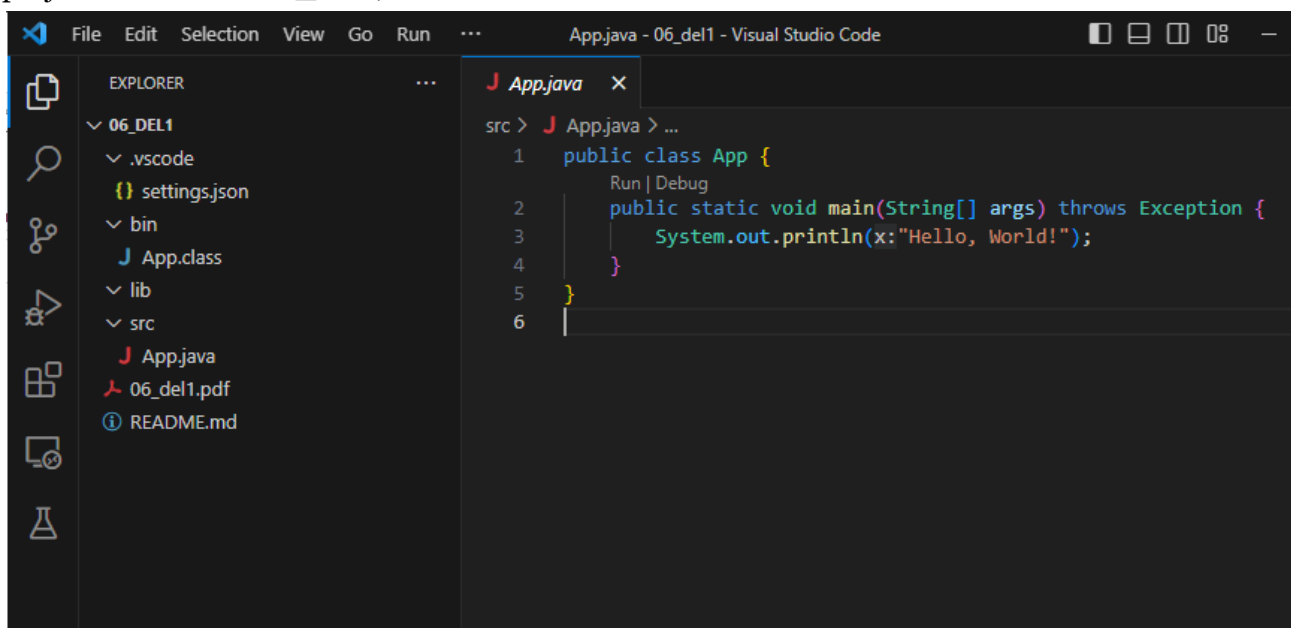 File Edit Selection View Go Run ··· App.java - 06_del1 - Visual Studio Code
EXPLORER ···
06_DEL1
.vscode
{} settings.json
bin
J App.class
lib
src
J App.java
06_del1.pdf
README.md
J App.java ×
src > J App.java > ...
1 public class App {
Run | Debug
2 public static void main(String[] args) throws Exception {
3 System.out.println(x:"Hello, World!");
4 }
5 }
6